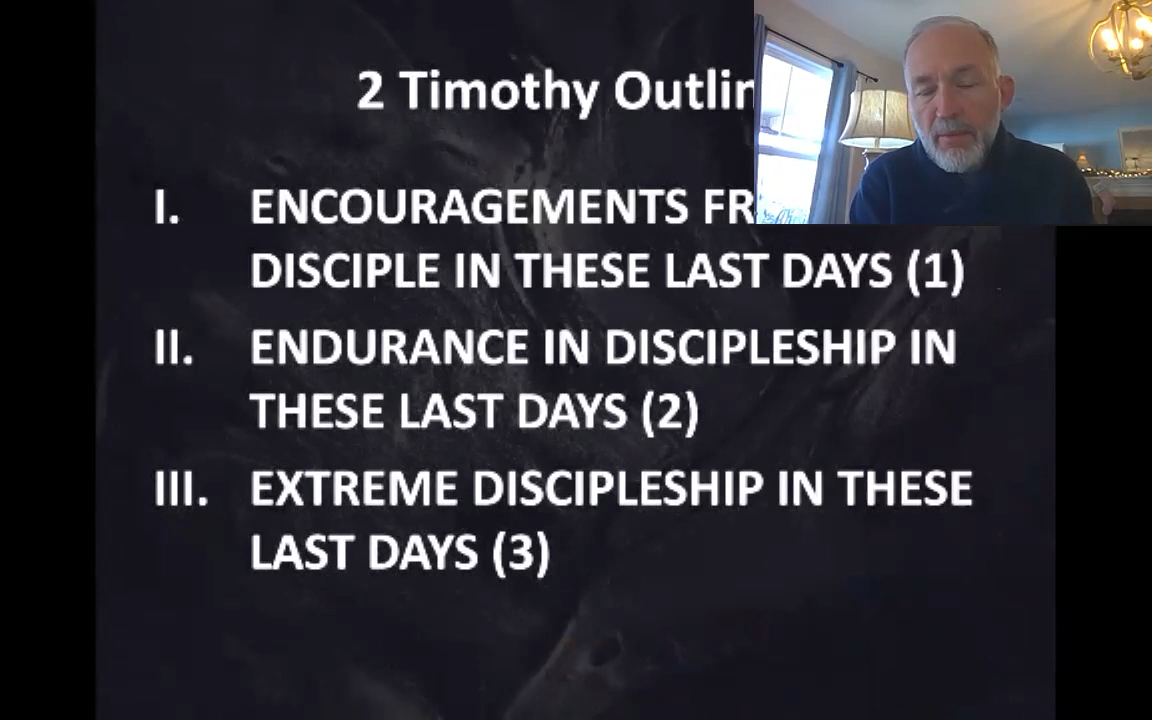 2 Timothy Outlin
I. ENCOURAGEMENTS FR
DISCIPLE IN THESE LAST DAYS (1)
II. ENDURANCE IN DISCIPLESHIP IN
THESE LAST DAYS (2)
III. EXTREME DISCIPLESHIP IN THESE
LAST DAYS (3)